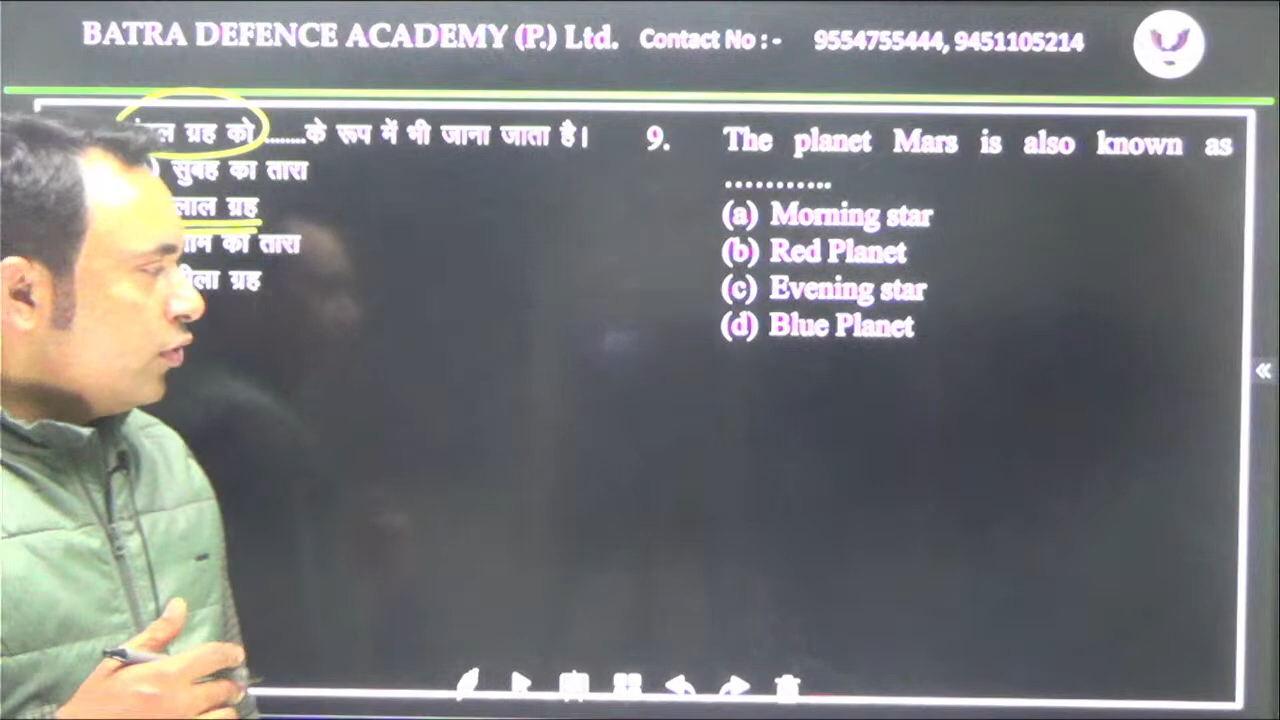 BATRA DEFENCE ACADEMY (P.) Ltd. Contact No :- 9554755444, 9451105214
ग्रह को ........के रूप में भी जाना जाता है।
सुबह का तारा
लाल ग्रह
का तारा
ग्रह
9. The planet Mars is also known as
............
(a) Morning star
(b) Red Planet
(c) Evening star
(d) Blue Planet